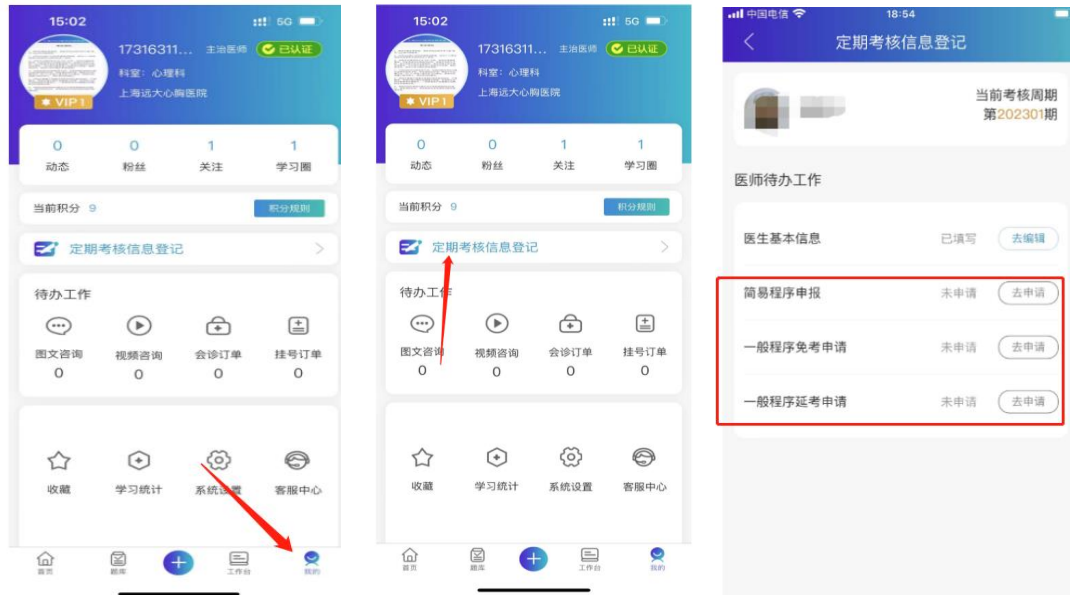 15:02
5G
17316311... 主治医师 已认证
科室：心理科
VIP 1
上海远大心胸医院
0 0 1 1
动态 粉丝 关注 学习圈
当前积分 9 积分规则
定期考核信息登记
待办工作
图文咨询 视频咨询 会诊订单 挂号订单
0 0 0 0
收藏 学习统计 系统设置 客服中心
首页 题库 工作台 我的
15:02
5G
17316311... 主治医师 已认证
科室：心理科
VIP 1
上海远大心胸医院
0 0 1 1
动态 粉丝 关注 学习圈
当前积分 9 积分规则
定期考核信息登记
待办工作
图文咨询 视频咨询 会诊订单 挂号订单
0 0 0 0
收藏 学习统计 系统设置 客服中心
首页 题库 工作台 我的
中国电信 18:54
定期考核信息登记
当前考核周期
第202301期
医师待办工作
医生基本信息 已填写 去编辑
简易程序申报 未申请 去申请
一般程序免考申请 未申请 去申请
一般程序延考申请 未申请 去申请